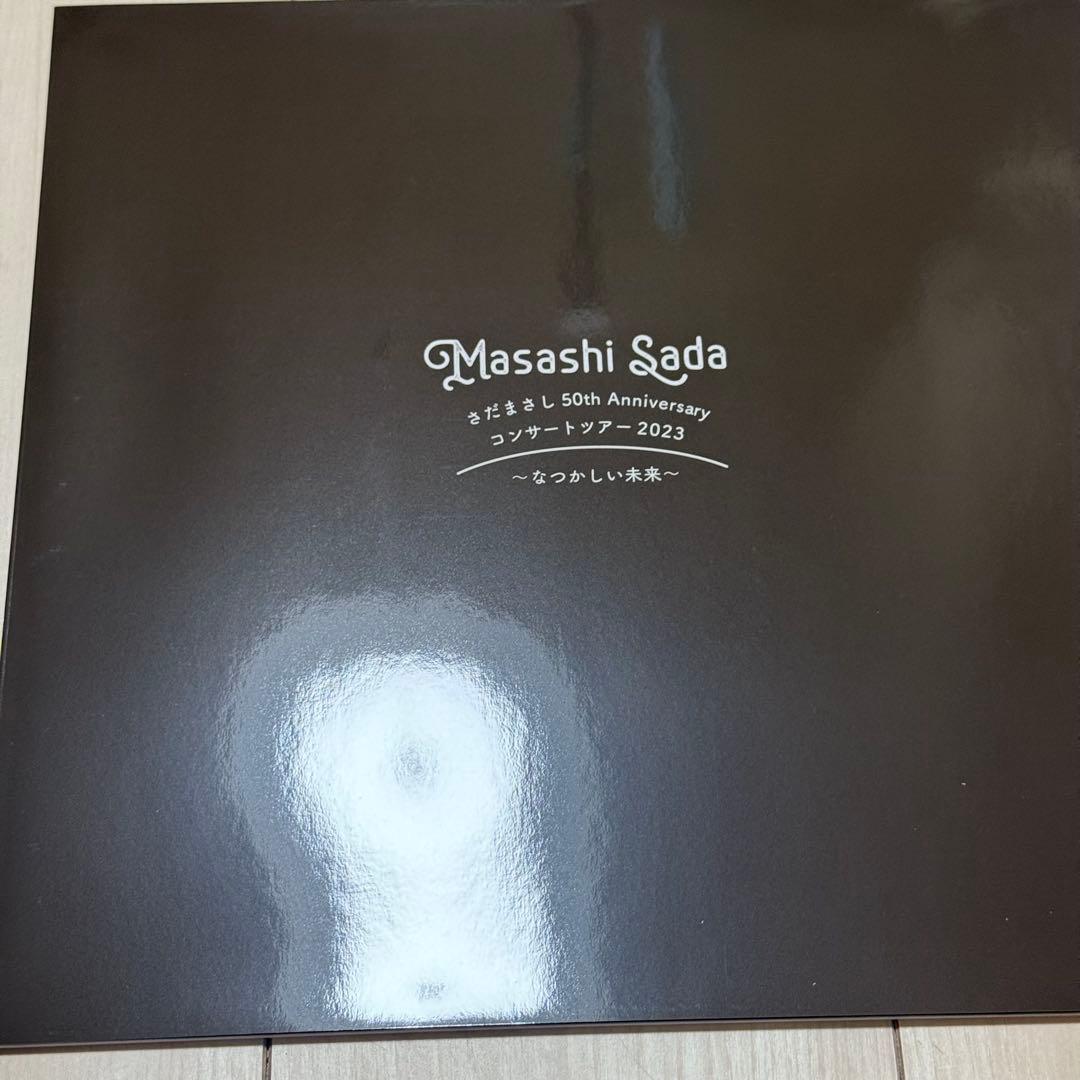 Masashi Sada
さだまさし 50th Anniversary
コンサートツアー 2023
～なつかしい未来～